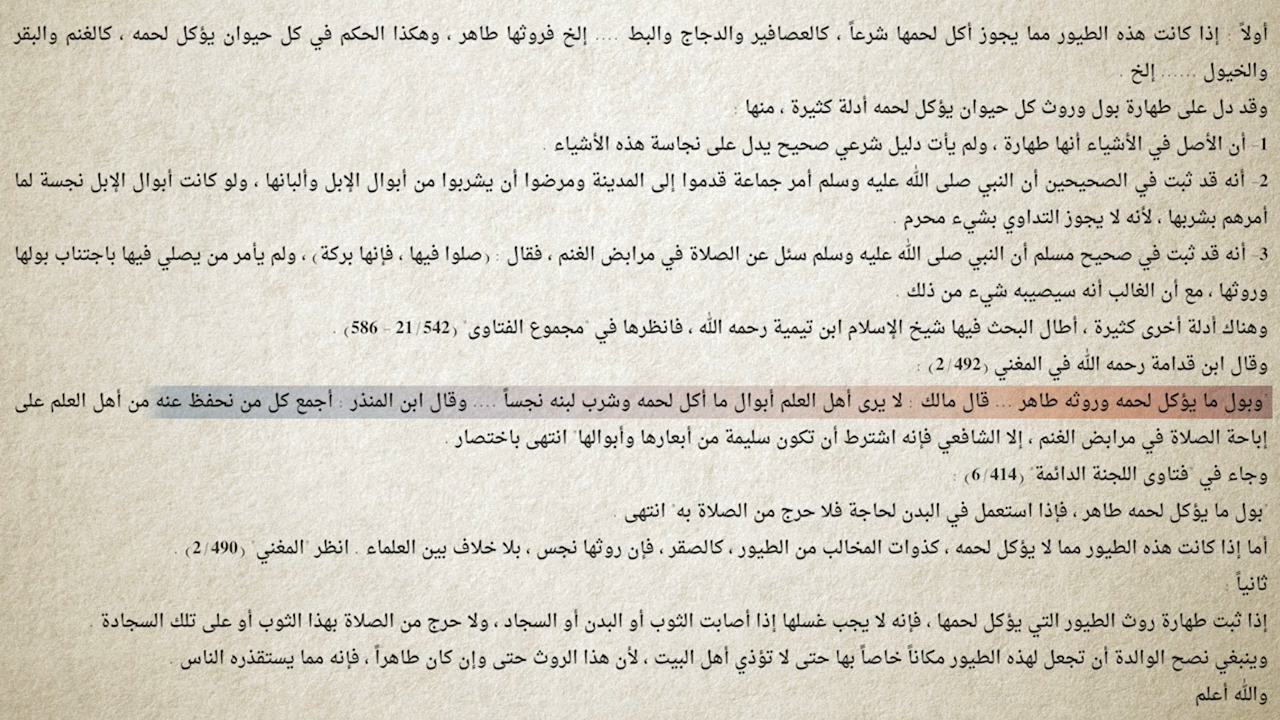 أولاً : إذا كانت هذه الطيور مما يجوز أكل لحمها شرعاً ، كالعصافير والدجاج والبط .... إلخ فروثها طاهر ، وهكذا الحكم في كل حيوان يؤكل لحمه ، كالغنم والبقر
والخيول ...... إلخ .
وقد دل على طهارة بول وروث كل حيوان يؤكل لحمه أدلة كثيرة ، منها :
1- أن الأصل في الأشياء أنها طهارة ، ولم يأت دليل شرعي صحيح يدل على نجاسة هذه الأشياء .
2- أنه قد ثبت في الصحيحين أن النبي صلى الله عليه وسلم أمر جماعة قدموا إلى المدينة ومرضوا أن يشربوا من أبوال الإبل وألبانها ، ولو كانت أبوال الإبل نجسة لما
أمرهم بشربها ، لأنه لا يجوز التداوي بشيء محرم .
3- أنه قد ثبت في صحيح مسلم أن النبي صلى الله عليه وسلم سئل عن الصلاة في مرابض الغنم ، فقال : (صلوا فيها ، فإنها بركة) ، ولم يأمر من يصلي فيها باجتناب بولها
وروثها ، مع أن الغالب أنه سيصيبه شيء من ذلك .
وهناك أدلة أخرى كثيرة ، أطال البحث فيها شيخ الإسلام ابن تيمية رحمه الله ، فانظرها في "مجموع الفتاوى" (21/542 – 586) .
وقال ابن قدامة رحمه الله في المغني (2/492) :
"وبول ما يؤكل لحمه وروثه طاهر ... قال مالك : لا يرى أهل العلم أبوال ما أكل لحمه وشرب لبنه نجساً .... وقال ابن المنذر : أجمع كل من نحفظ عنه من أهل العلم على
إباحة الصلاة في مرابض الغنم ، إلا الشافعي فإنه اشترط أن تكون سليمة من أبعارها وأبوالها" انتهى باختصار .
وجاء في "فتاوى اللجنة الدائمة" (6/414) :
"بول ما يؤكل لحمه طاهر ، فإذا استعمل في البدن لحاجة فلا حرج من الصلاة به" انتهى .
أما إذا كانت هذه الطيور مما لا يؤكل لحمه ، كذوات المخالب من الطيور ، كالصقر ، فإن روثها نجس ، بلا خلاف بين العلماء . انظر "المغني" (2/490) .
ثانياً :
إذا ثبت طهارة روث الطيور التي يؤكل لحمها ، فإنه لا يجب غسلها إذا أصابت الثوب أو البدن أو السجاد ، ولا حرج من الصلاة بهذا الثوب أو على تلك السجادة .
وينبغي نصح الوالدة أن تجعل لهذه الطيور مكاناً خاصاً بها حتى لا تؤذي أهل البيت ، لأن هذا الروث حتى وإن كان طاهراً ، فإنه مما يستقذره الناس .
والله أعلم